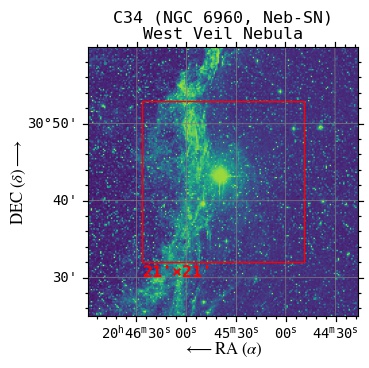 C34 (NGC 6960, Neb-SN)
West Veil Nebula
30°50'
40'
30'
DEC (δ) ⟶
21'×21'
20ʰ46ᵐ30ˢ 00ˢ 45ᵐ30ˢ 00ˢ 44ᵐ30ˢ
⟵ RA (α)